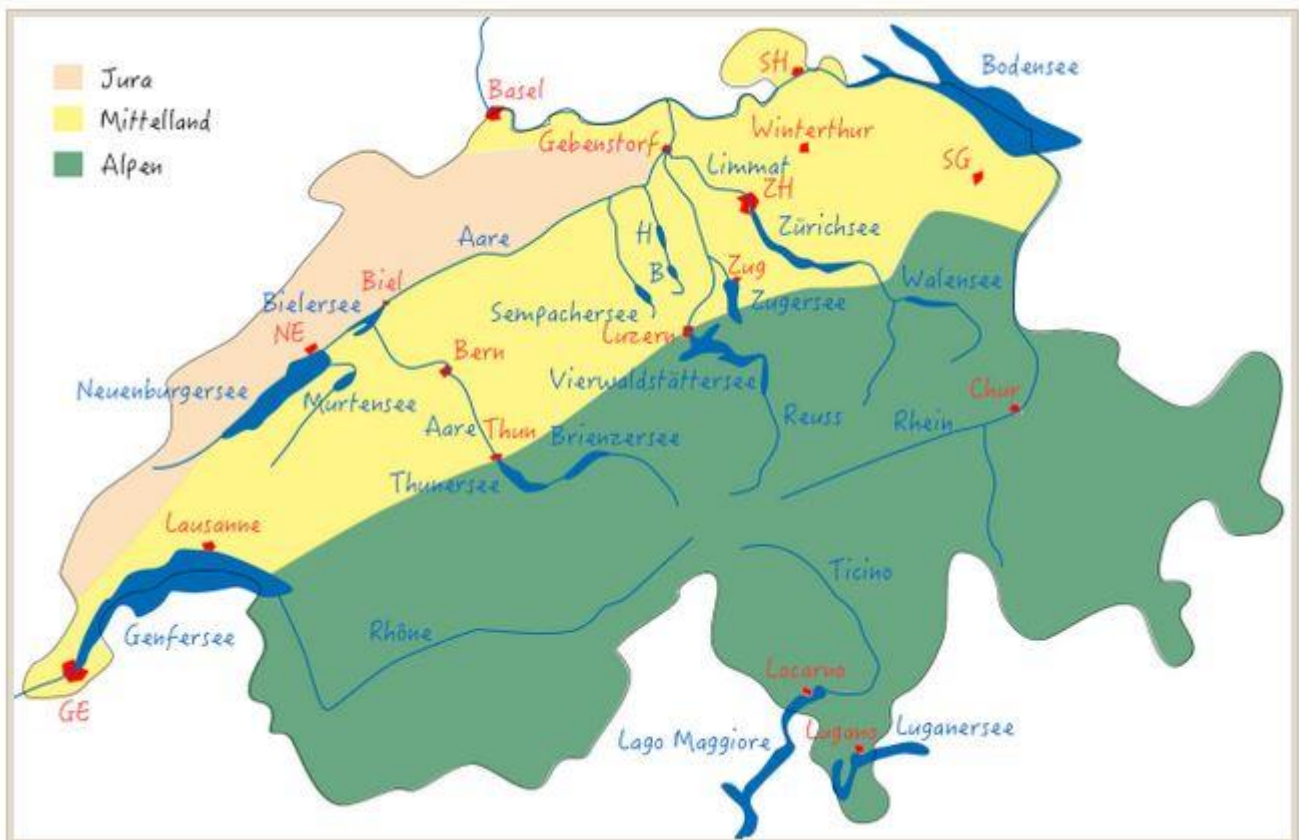 Jura
Mittelland
Alpen
SH
Bodensee
Basel
Gebenstorf
Winterthur
Limmat
SG
ZH
H
Zürichsee
Aare
B
Zug
Walensee
Biel
Bielersee
Sempachersee
Zugersee
NE
Luzern
Bern
Neuenburgersee
Murtensee
Vierwaldstättersee
Chur
Aare
Thun
Brienzersee
Reuss
Rhein
Thunersee
Lausanne
Ticino
Genfersee
Rhône
Locarno
GE
Lago Maggiore
Lugano
Luganersee